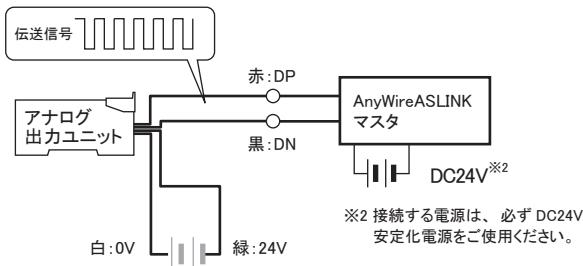 伝送信号
赤:DP
アナログ
出力ユニット
AnyWireASLINK
マスタ
黒:DN
DC24V※2
白:0V
緑:24V
※2 接続する電源は、必ず DC24V
安定化電源をご使用ください。